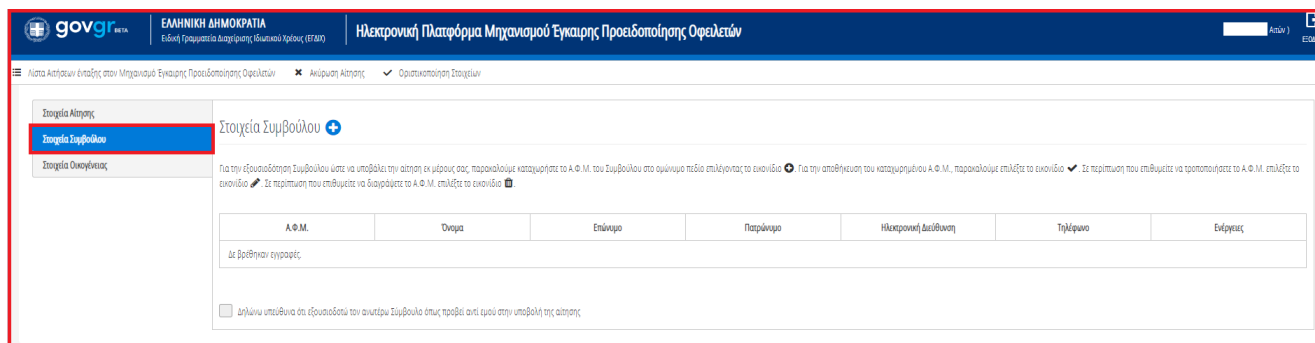 govgr BETA
ΕΛΛΗΝΙΚΗ ΔΗΜΟΚΡΑΤΙΑ
Ειδική Γραμματεία Διαχείρισης Ιδιωτικού Χρέους (ΕΓΔΙΧ)
Ηλεκτρονική Πλατφόρμα Μηχανισμού Έγκαιρης Προειδοποίησης Οφειλετών
Αιτών )
Λίστα Αιτήσεων ένταξης στον Μηχανισμό Έγκαιρης Προειδοποίησης Οφειλετών Ακύρωση Αίτησης Οριστικοποίηση Στοιχείων
Στοιχεία Αίτησης
Στοιχεία Συμβούλου
Στοιχεία Οικογένειας
Στοιχεία Συμβούλου
Για την εξουσιοδότηση Συμβούλου ώστε να υποβάλει την αίτηση εκ μέρους σας, παρακαλούμε καταχωρήστε το Α.Φ.Μ. του Συμβούλου στο ομώνυμο πεδίο επιλέγοντας το εικονίδιο . Για την αποθήκευση του καταχωρημένου Α.Φ.Μ., παρακαλούμε επιλέξτε το εικονίδιο . Σε περίπτωση που επιθυμείτε να τροποποιήσετε το Α.Φ.Μ. επιλέξτε το
εικονίδιο . Σε περίπτωση που επιθυμείτε να διαγράψετε το Α.Φ.Μ. επιλέξτε το εικονίδιο .
Α.Φ.Μ. Όνομα Επώνυμο Πατρώνυμο Ηλεκτρονική Διεύθυνση Τηλέφωνο Ενέργειες
Δε βρέθηκαν εγγραφές.
Δηλώνω υπεύθυνα ότι εξουσιοδοτώ τον ανωτέρω Σύμβουλο όπως προβεί αντί εμού στην υποβολή της αίτησης